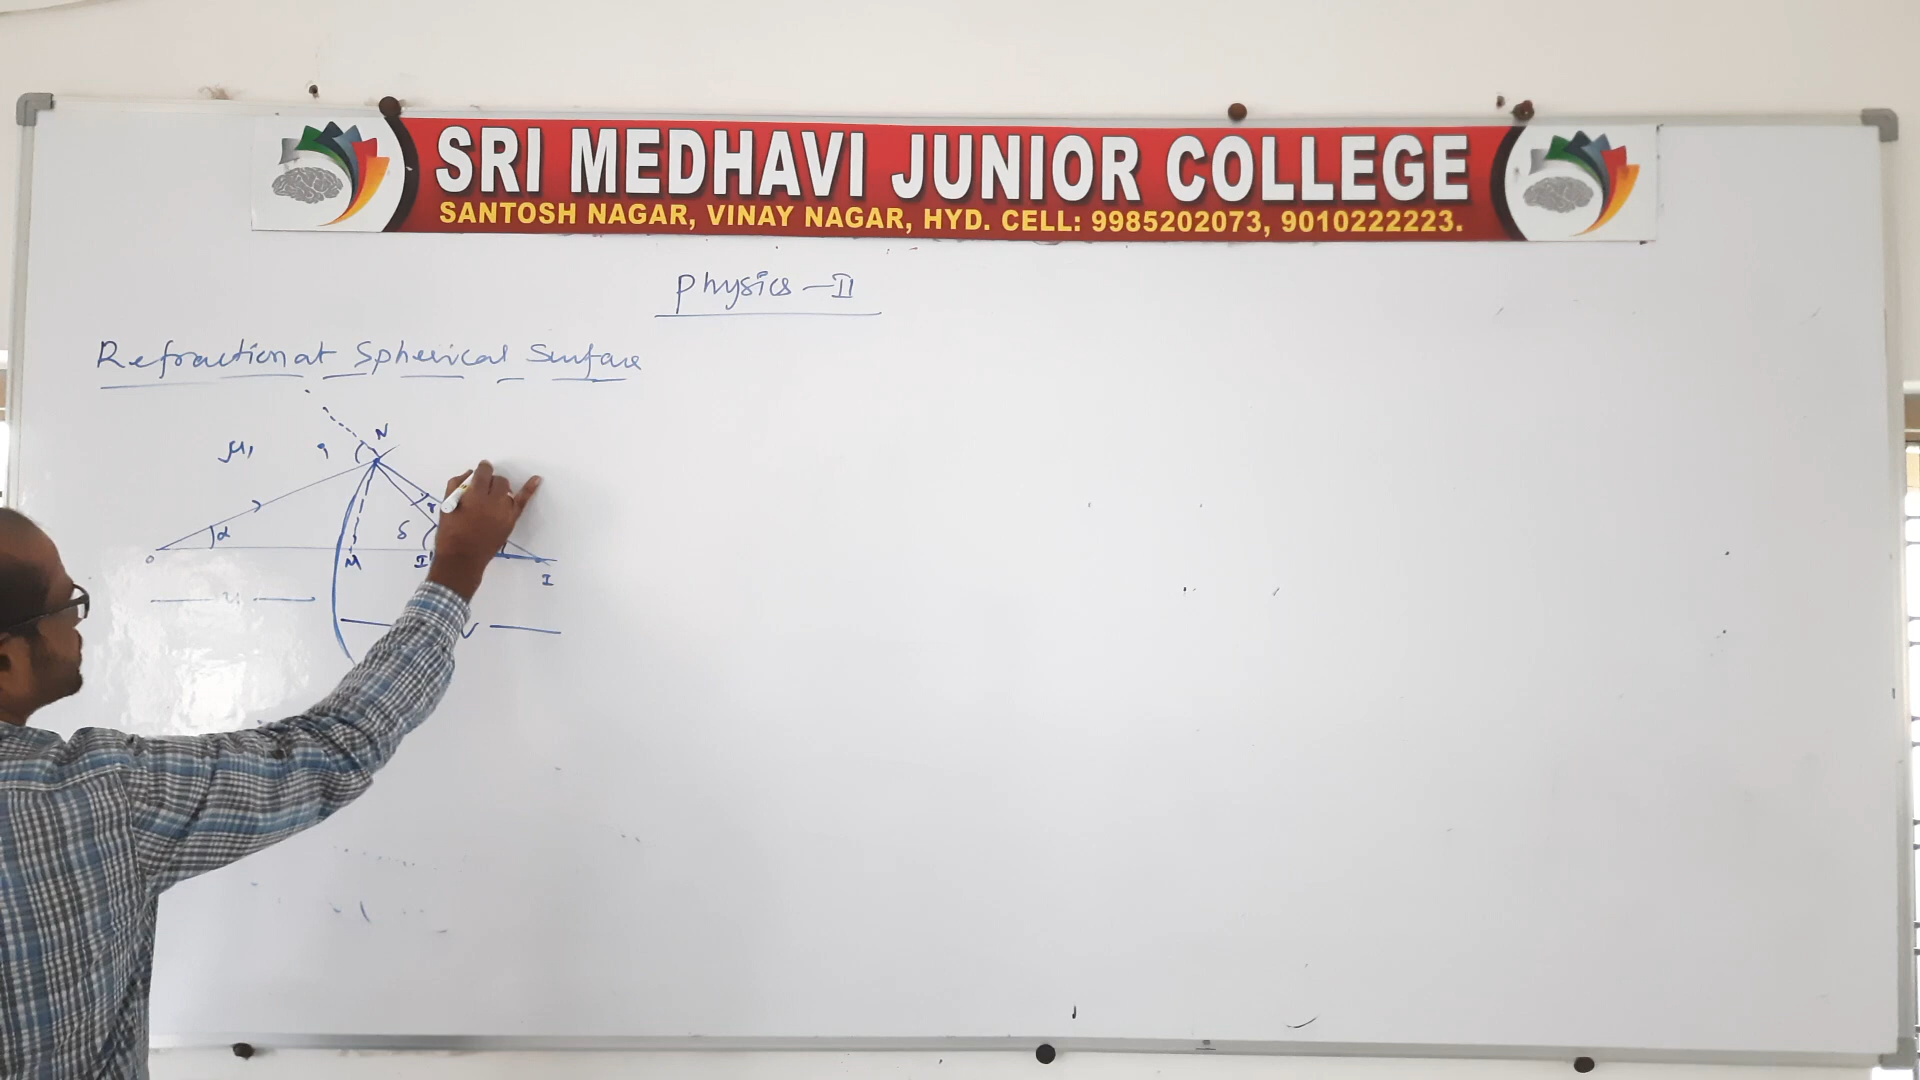 SRI MEDHAVI JUNIOR COLLEGE
SANTOSH NAGAR, VINAY NAGAR, HYD. CELL: 9985202073, 9010222223.
Physics - II
Refraction at Spherical Surface
N
μ₁ i
r
α δ
O M I' I
u
v